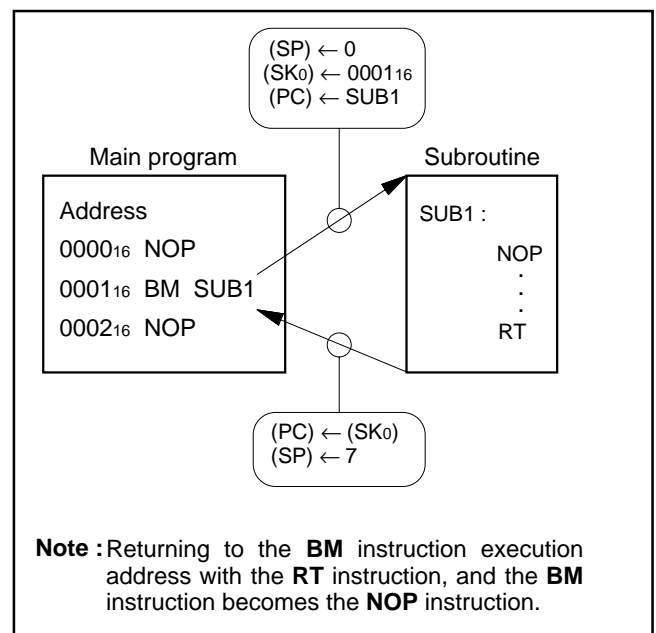 (SP) ← 0
(SK₀) ← 0001₁₆
(PC) ← SUB1
Main program
Subroutine
Address
0000₁₆ NOP
0001₁₆ BM SUB1
0002₁₆ NOP
SUB1 :
NOP
.
.
.
RT
(PC) ← (SK₀)
(SP) ← 7
Note : Returning to the BM instruction execution
address with the RT instruction, and the BM
instruction becomes the NOP instruction.